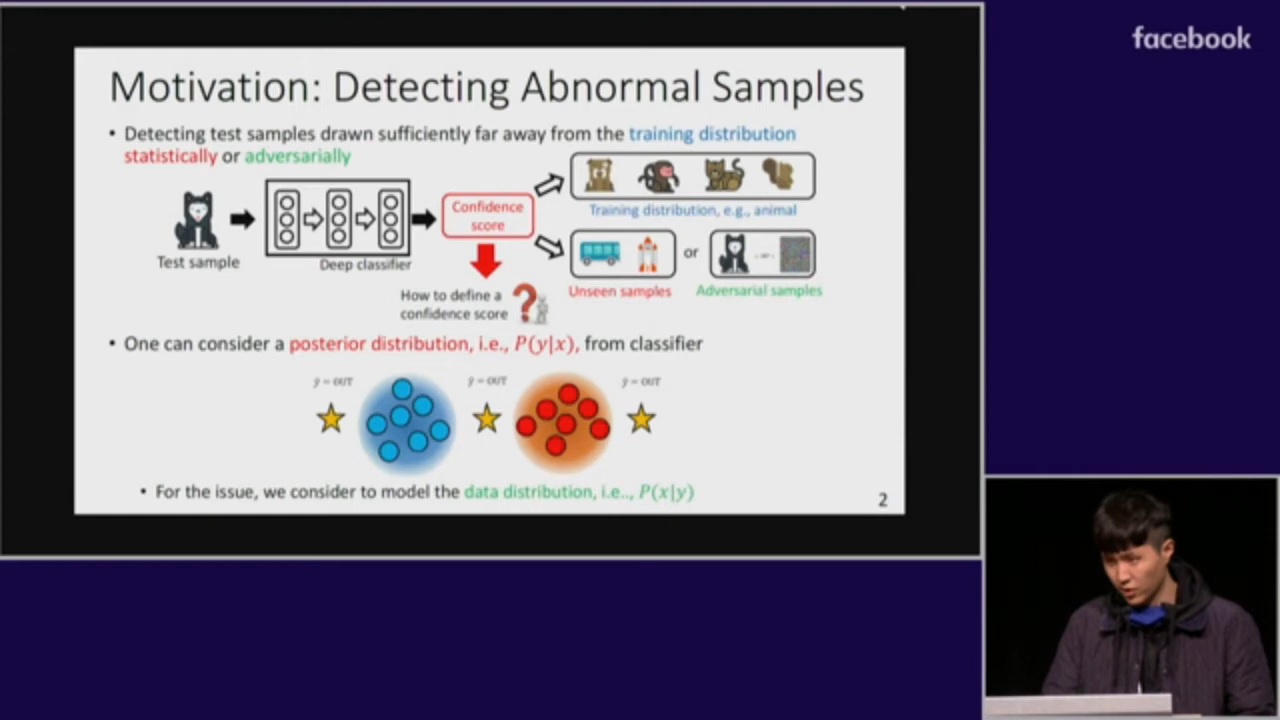 facebook
Motivation: Detecting Abnormal Samples
• Detecting test samples drawn sufficiently far away from the training distribution
statistically or adversarially
Test sample
Deep classifier
Confidence
score
How to define a
confidence score
?
Training distribution, e.g., animal
or
Unseen samples
Adversarial samples
• One can consider a posterior distribution, i.e., P(y|x), from classifier
ŷ = OUT
ŷ = OUT
ŷ = OUT
• For the issue, we consider to model the data distribution, i.e.., P(x|y)
2